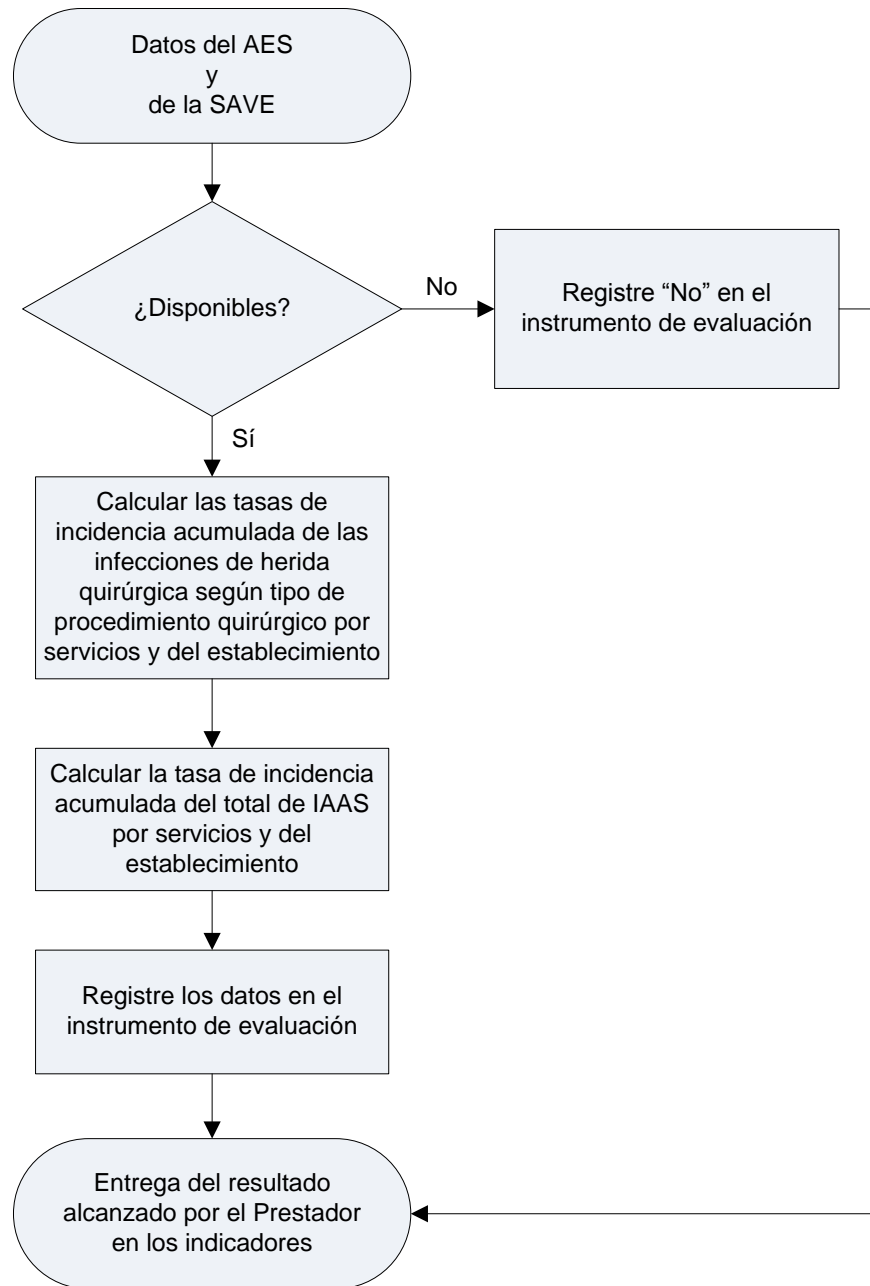 Datos del AES
y
de la SAVE
¿Disponibles?
No
Registre “No” en el
instrumento de evaluación
Sí
Calcular las tasas de
incidencia acumulada de las
infecciones de herida
quirúrgica según tipo de
procedimiento quirúrgico por
servicios y del establecimiento
Calcular la tasa de incidencia
acumulada del total de IAAS
por servicios y del
establecimiento
Registre los datos en el
instrumento de evaluación
Entrega del resultado
alcanzado por el Prestador
en los indicadores